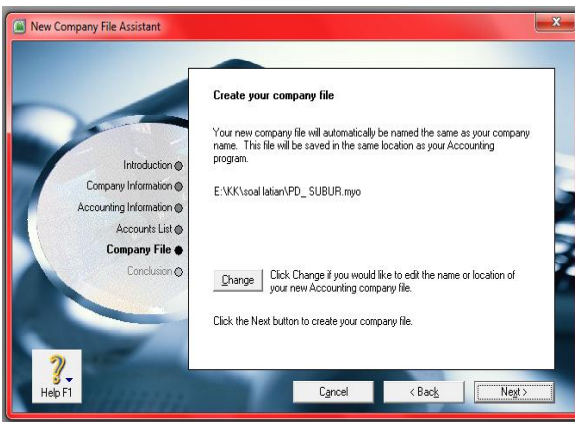 New Company File Assistant
Create your company file
Your new company file will automatically be named the same as your company
name. This file will be saved in the same location as your Accounting
program.
E:\KK\soal latian\PD_ SUBUR.myo
Introduction
Company Information
Accounting Information
Accounts List
Company File
Conclusion
Change
Click Change if you would like to edit the name or location of
your new Accounting company file.
Click the Next button to create your company file.
Help F1
Cancel
< Back
Next >